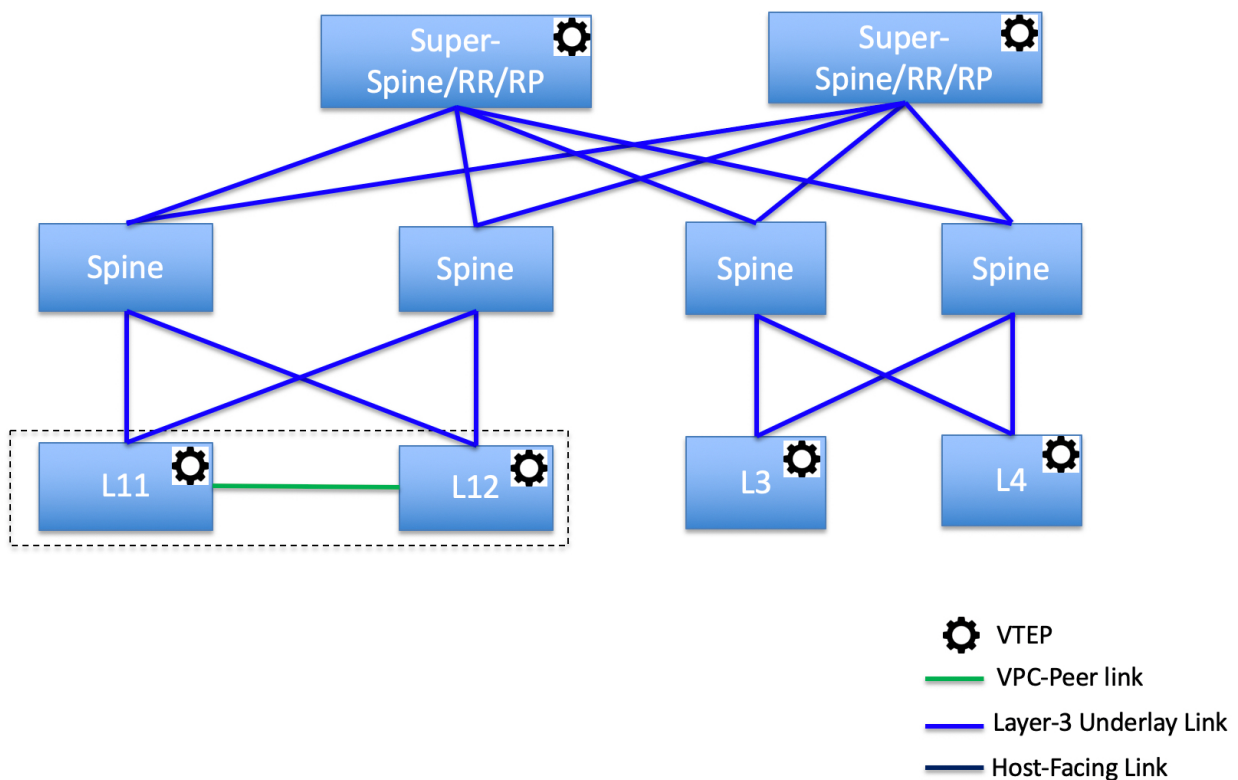 Super-
Spine/RR/RP
Super-
Spine/RR/RP
Spine
Spine
Spine
Spine
L11
L12
L3
L4
VTEP
VPC-Peer link
Layer-3 Underlay Link
Host-Facing Link